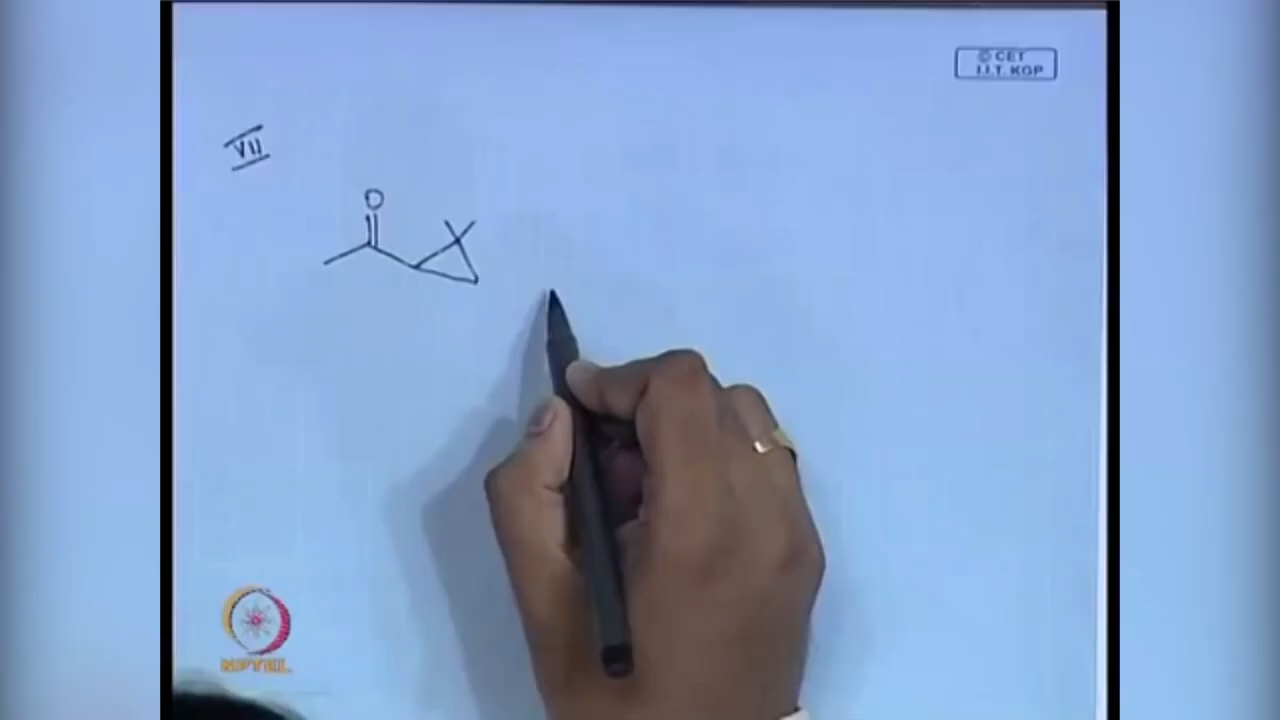 © CET
I.I.T. KGP
VII
O
NPTEL